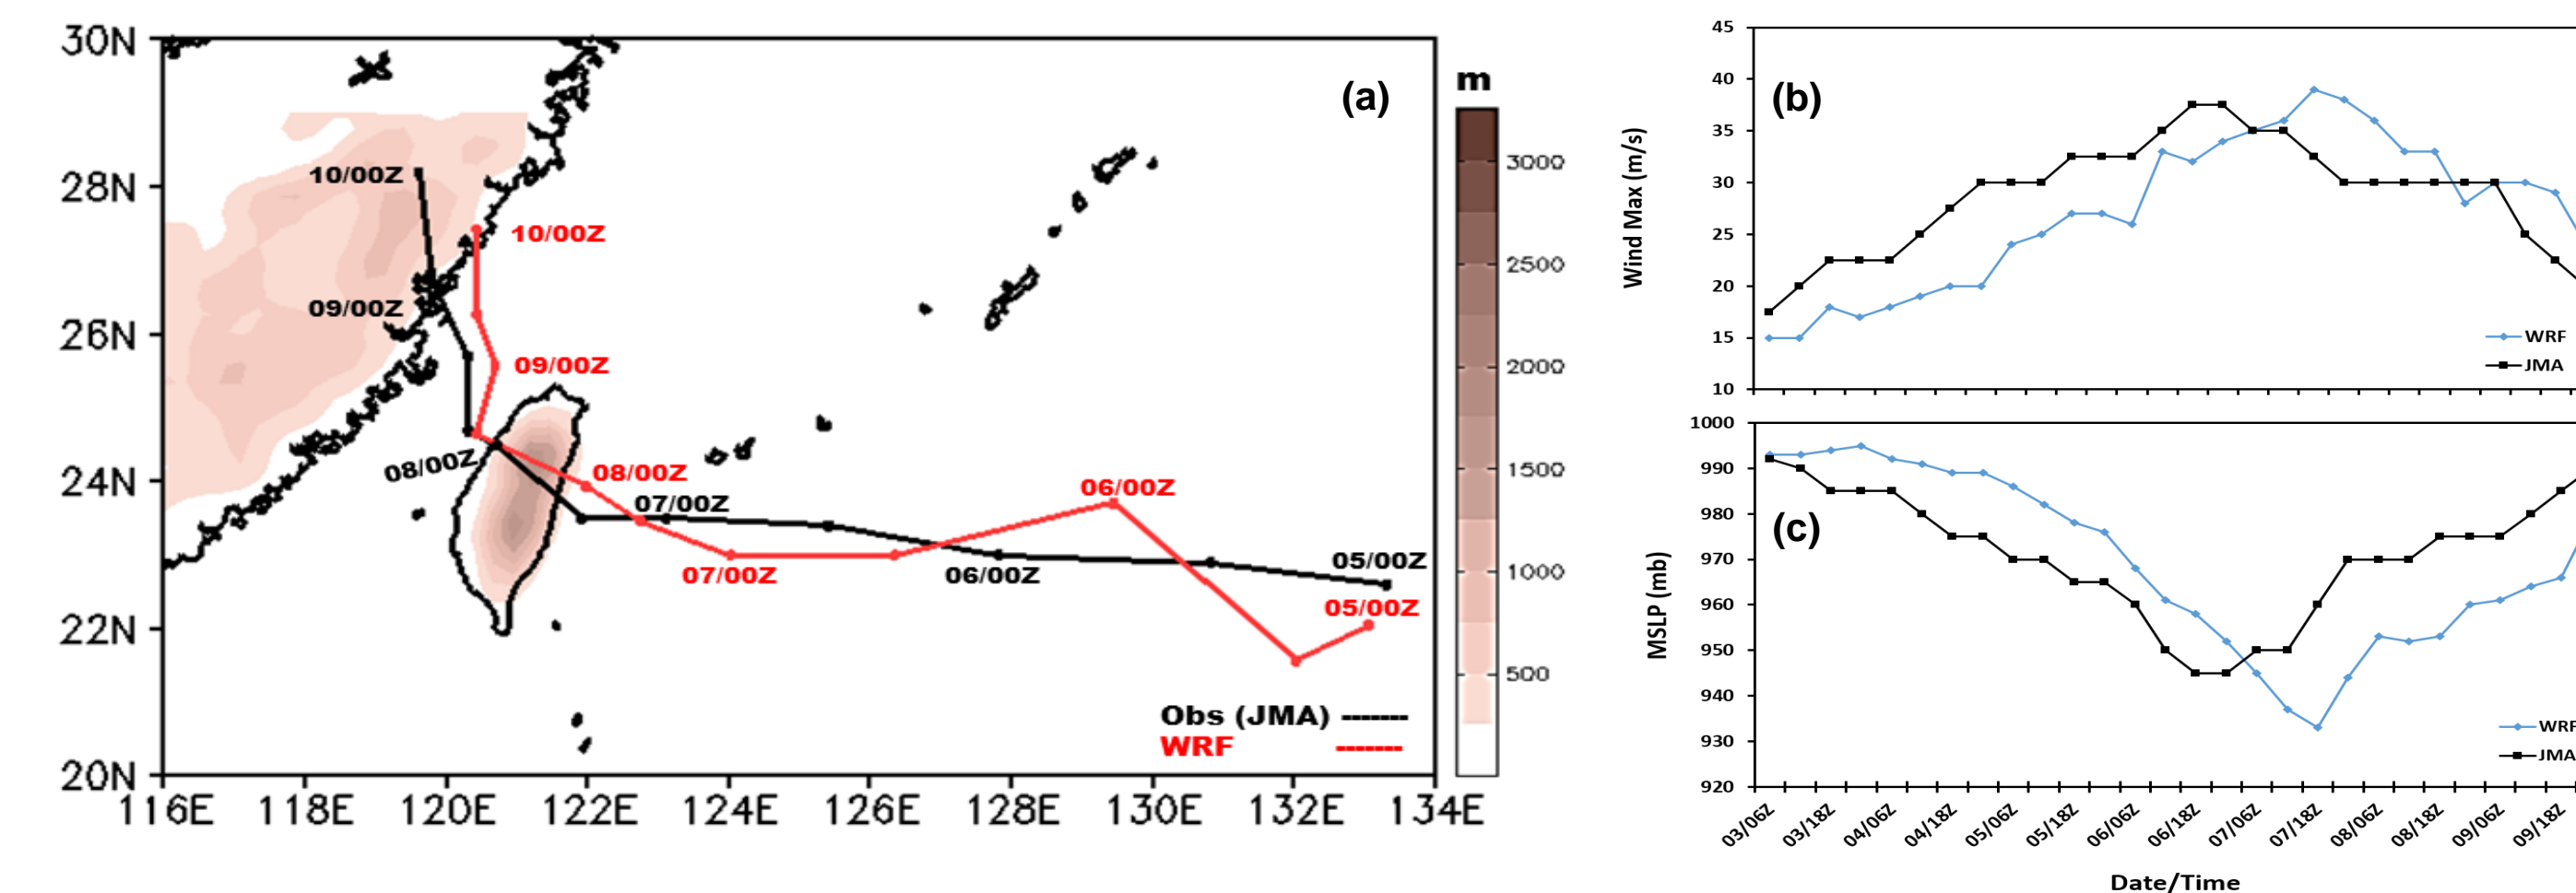 30N
28N
26N
24N
22N
20N
116E 118E 120E 122E 124E 126E 128E 130E 132E 134E
(a)
10/00Z
10/00Z
09/00Z
09/00Z
08/00Z
08/00Z
07/00Z
07/00Z
06/00Z
06/00Z
05/00Z
05/00Z
Obs (JMA)
WRF
m
3000
2500
2000
1500
1000
500
(b)
Wind Max (m/s)
45
40
35
30
25
20
15
10
WRF
JMA
(c)
MSLP (mb)
1000
990
980
970
960
950
940
930
920
WRF
JMA
03/06Z 03/18Z 04/06Z 04/18Z 05/06Z 05/18Z 06/06Z 06/18Z 07/06Z 07/18Z 08/06Z 08/18Z 09/06Z 09/18Z
Date/Time